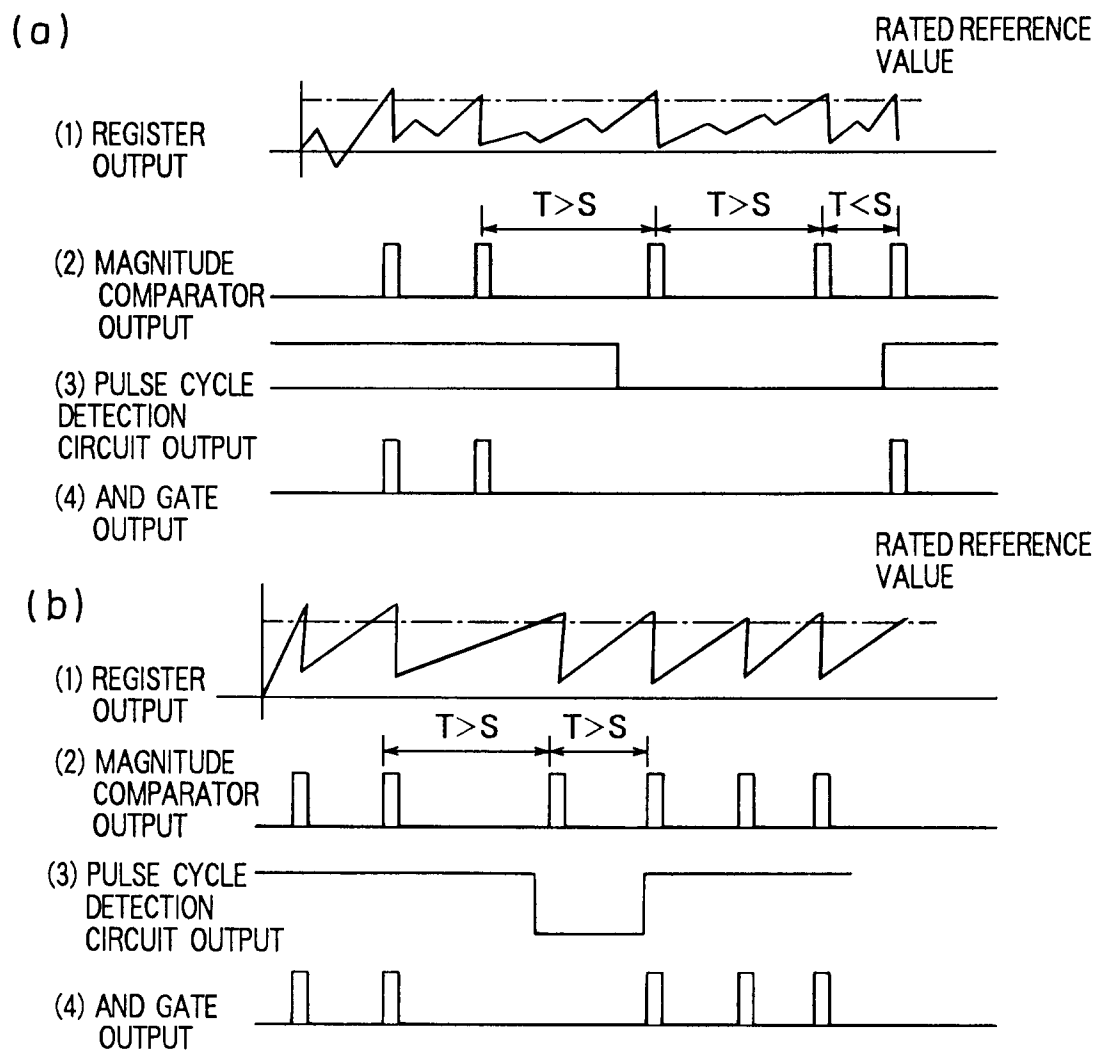 (a)
RATED REFERENCE
VALUE
(1) REGISTER
OUTPUT
T>S
T>S
T<S
(2) MAGNITUDE
COMPARATOR
OUTPUT
(3) PULSE CYCLE
DETECTION
CIRCUIT OUTPUT
(4) AND GATE
OUTPUT
RATED REFERENCE
VALUE
(b)
(1) REGISTER
OUTPUT
T>S
T>S
(2) MAGNITUDE
COMPARATOR
OUTPUT
(3) PULSE CYCLE
DETECTION
CIRCUIT OUTPUT
(4) AND GATE
OUTPUT